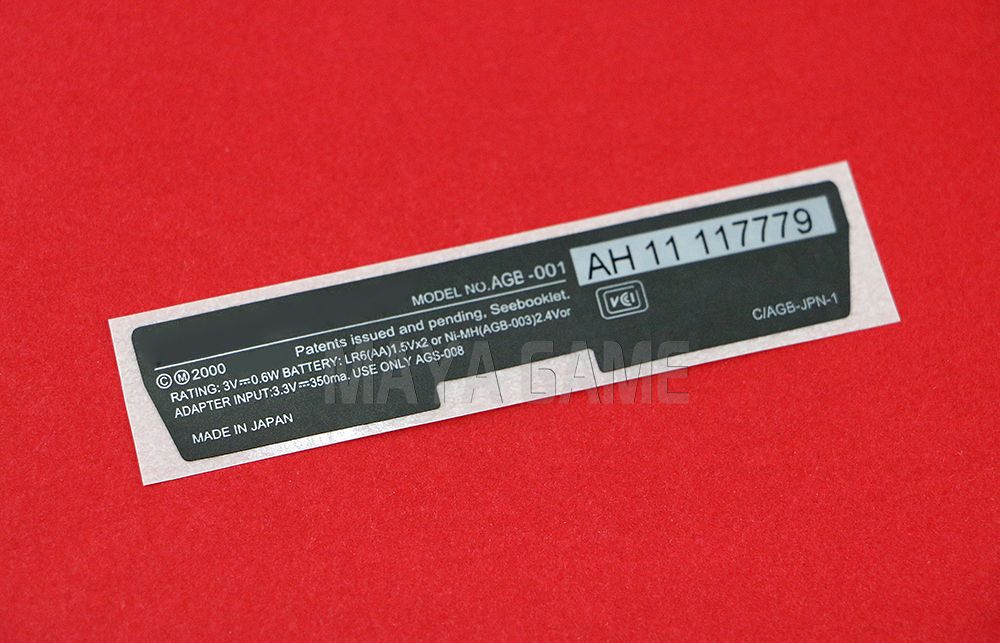 MODEL NO.AGB -001
AH 11 117779
Patents issued and pending, Seebooklet.
VCI
C/AGB-JPN-1
©Ⓜ2000
RATING: 3V⎓0.6W BATTERY: LR6(AA)1.5Vx2 or Ni-MH(AGB-003)2.4Vor
ADAPTER INPUT:3.3V⎓350ma. USE ONLY AGS-008
MADE IN JAPAN
MAYA GAME